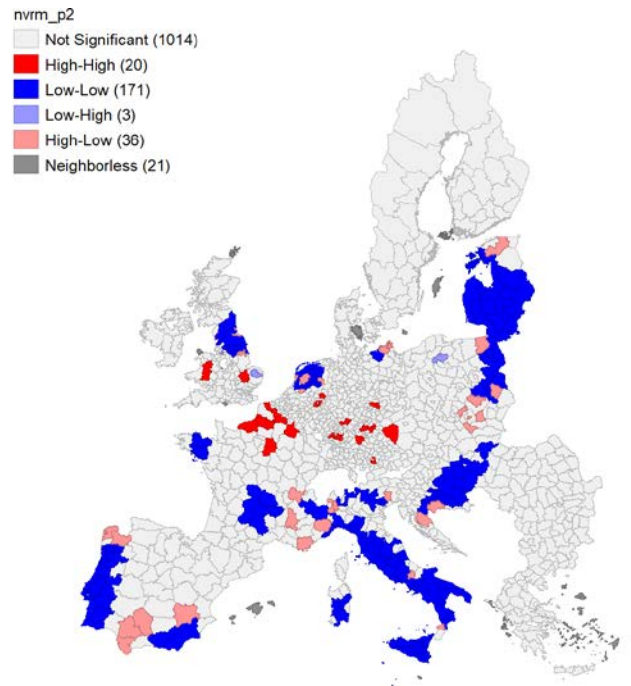 nvrm_p2
Not Significant (1014)
High-High (20)
Low-Low (171)
Low-High (3)
High-Low (36)
Neighborless (21)